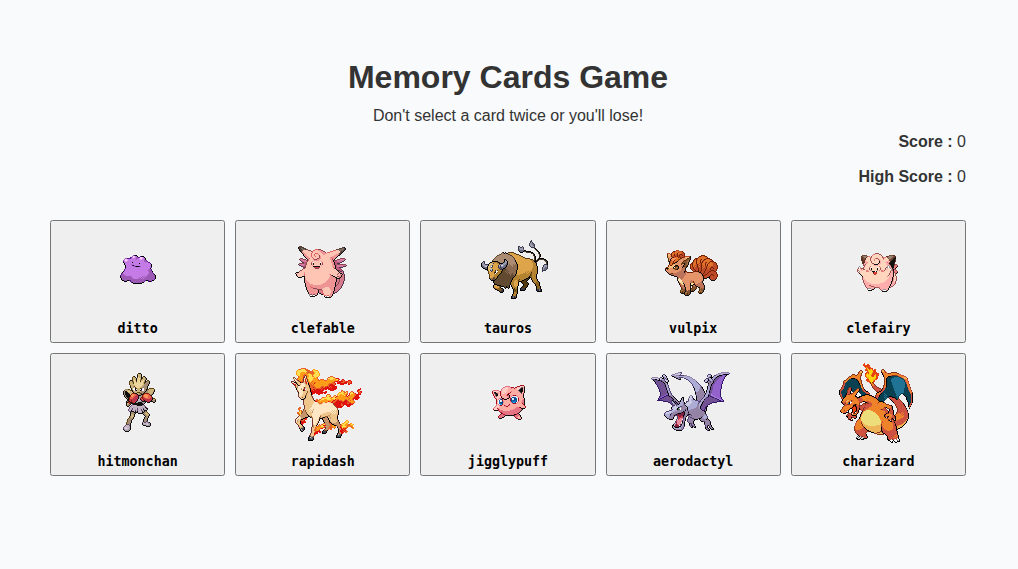 Memory Cards Game
Don't select a card twice or you'll lose!
Score : 0
High Score : 0
ditto
clefable
tauros
vulpix
clefairy
hitmonchan
rapidash
jigglypuff
aerodactyl
charizard